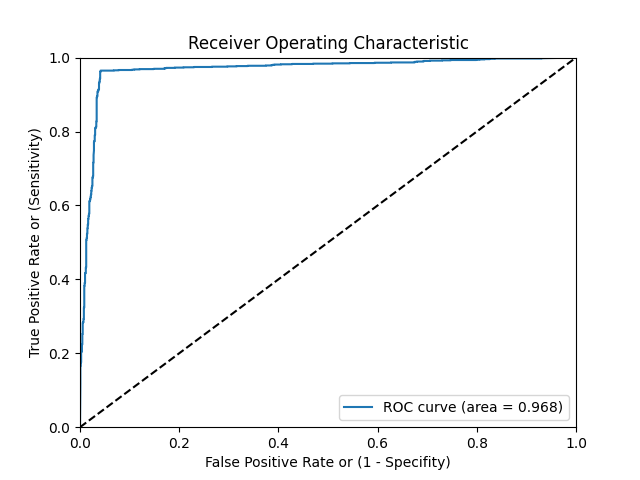 Receiver Operating Characteristic
1.0
0.8
0.6
0.4
0.2
0.0
True Positive Rate or (Sensitivity)
ROC curve (area = 0.968)
0.0 0.2 0.4 0.6 0.8 1.0
False Positive Rate or (1 - Specifity)